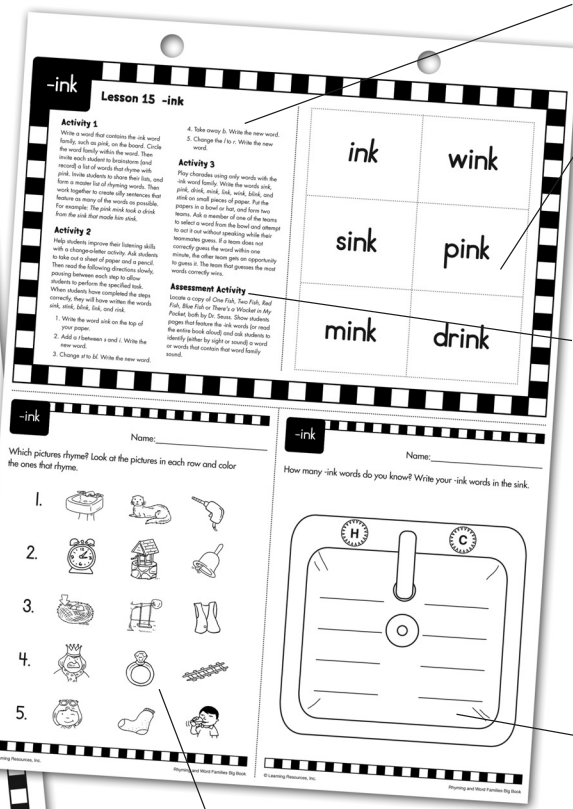 -ink
Lesson 15 -ink
Activity 1
Write a word that contains the -ink word
family, such as pink, on the board. Circle
the word family within the word. Then
invite each student to brainstorm (and
record) a list of words that rhyme with
pink. Invite students to share their lists, and
form a master list of rhyming words. Then
work together to create silly sentences that
feature as many of the words as possible.
For example: The pink mink took a drink
from the sink that made him stink.
Activity 2
Help students improve their listening skills
with a change-a-letter activity. Ask students
to take out a sheet of paper and a pencil.
Then read the following directions slowly,
pausing between each step to allow
students to perform the specified task.
When students have completed the steps
correctly, they will have written the words
sink, stink, blink, link, and rink.
1. Write the word sink on the top of
your paper.
2. Add a t between s and i. Write the
new word.
3. Change st to bl. Write the new word.
4. Take away b. Write the new word.
5. Change the l to r. Write the new
word.
Activity 3
Play charades using only words with the
-ink word family. Write the words sink,
pink, drink, mink, link, wink, blink, and
stink on small pieces of paper. Put the
papers in a bowl or hat, and form two
teams. Ask a member of one of the teams
to select a word from the bowl and attempt
to act it out without speaking while their
teammates guess. If a team does not
correctly guess the word within one
minute, the other team gets an opportunity
to guess it. The team that guesses the most
words correctly wins.
Assessment Activity
Locate a copy of One Fish, Two Fish, Red
Fish, Blue Fish or There's a Wocket in My
Pocket, both by Dr. Seuss. Show students
pages that feature the -ink words (or read
the entire book aloud) and ask students to
identify (either by sight or sound) a word
or words that contain that word family
sound.
ink
wink
sink
pink
mink
drink
-ink
Name:
Which pictures rhyme? Look at the pictures in each row and color
the ones that rhyme.
1.
2.
3.
4.
5.
Learning Resources, Inc.
Rhyming and Word Families Big Book
-ink
Name:
How many -ink words do you know? Write your -ink words in the sink.
H
C
© Learning Resources, Inc.
Rhyming and Word Families Big Book